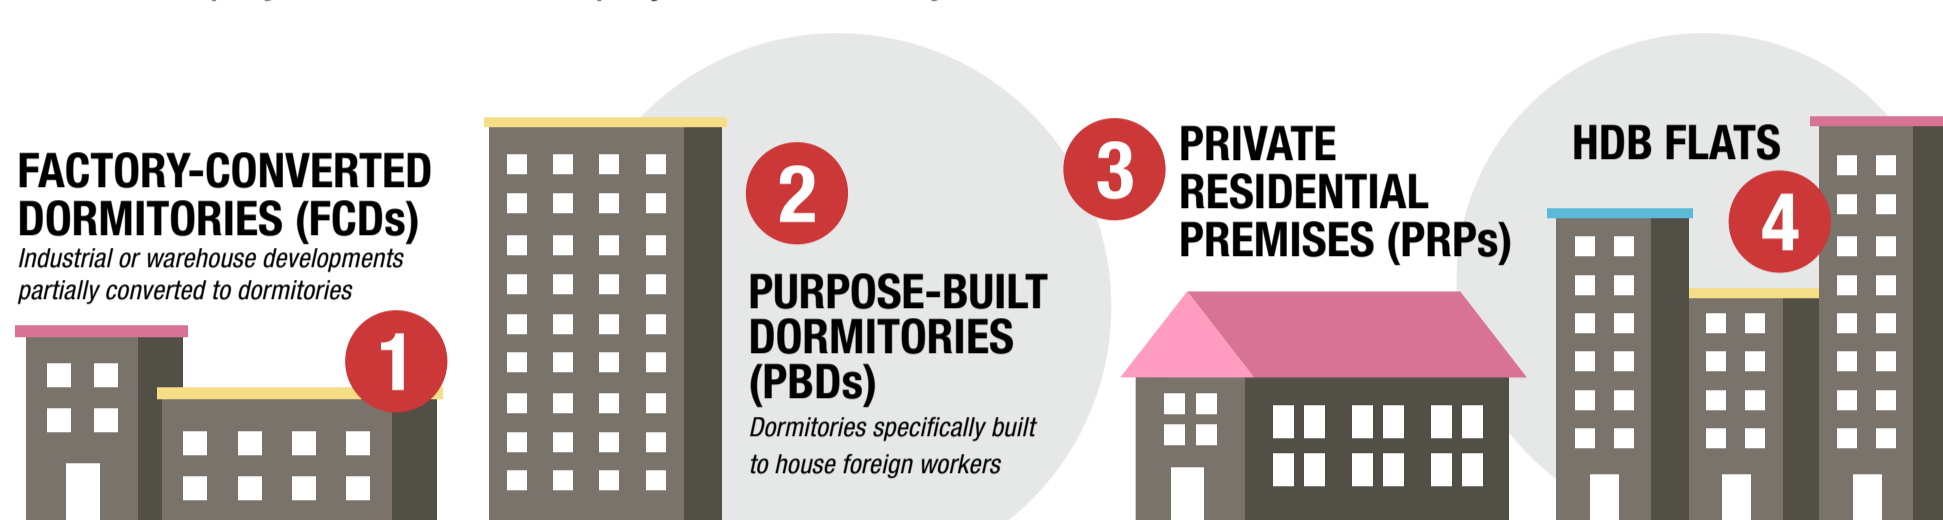 FACTORY-CONVERTED
DORMITORIES (FCDs)
Industrial or warehouse developments
partially converted to dormitories
1
2
PURPOSE-BUILT
DORMITORIES
(PBDs)
Dormitories specifically built
to house foreign workers
3
PRIVATE
RESIDENTIAL
PREMISES (PRPs)
HDB FLATS
4